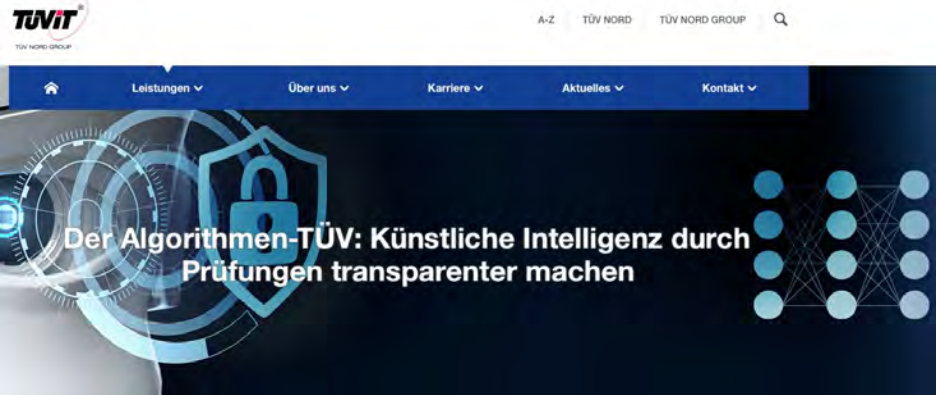 TÜViT®
TÜV NORD GROUP
A-Z TÜV NORD TÜV NORD GROUP
Leistungen Über uns Karriere Aktuelles Kontakt
Der Algorithmen-TÜV: Künstliche Intelligenz durch
Prüfungen transparenter machen